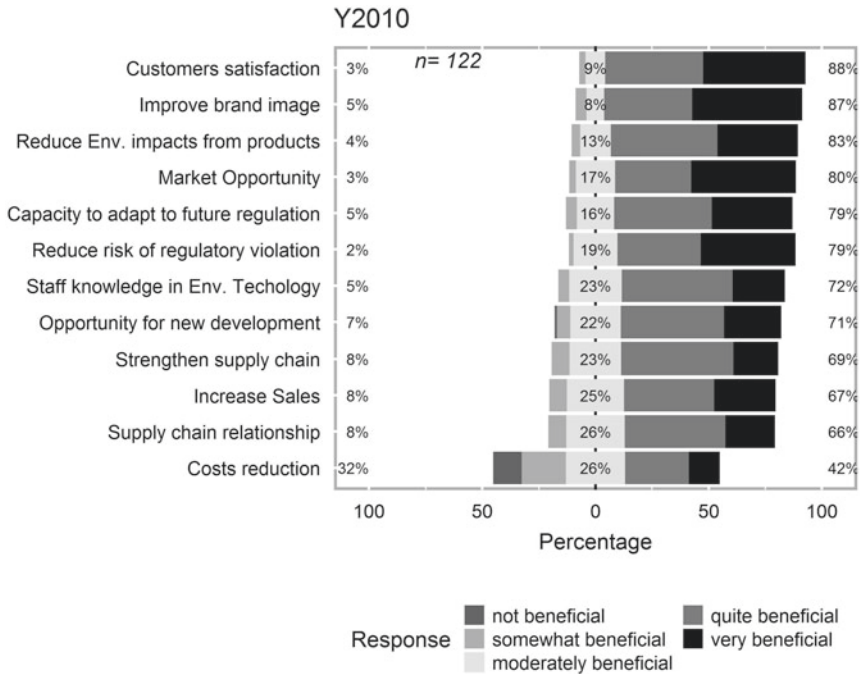 Y2010
n= 122
Customers satisfaction 3% 9% 88%
Improve brand image 5% 8% 87%
Reduce Env. impacts from products 4% 13% 83%
Market Opportunity 3% 17% 80%
Capacity to adapt to future regulation 5% 16% 79%
Reduce risk of regulatory violation 2% 19% 79%
Staff knowledge in Env. Techology 5% 23% 72%
Opportunity for new development 7% 22% 71%
Strengthen supply chain 8% 23% 69%
Increase Sales 8% 25% 67%
Supply chain relationship 8% 26% 66%
Costs reduction 32% 26% 42%
100 50 0 50 100
Percentage
Response
not beneficial
somewhat beneficial
moderately beneficial
quite beneficial
very beneficial